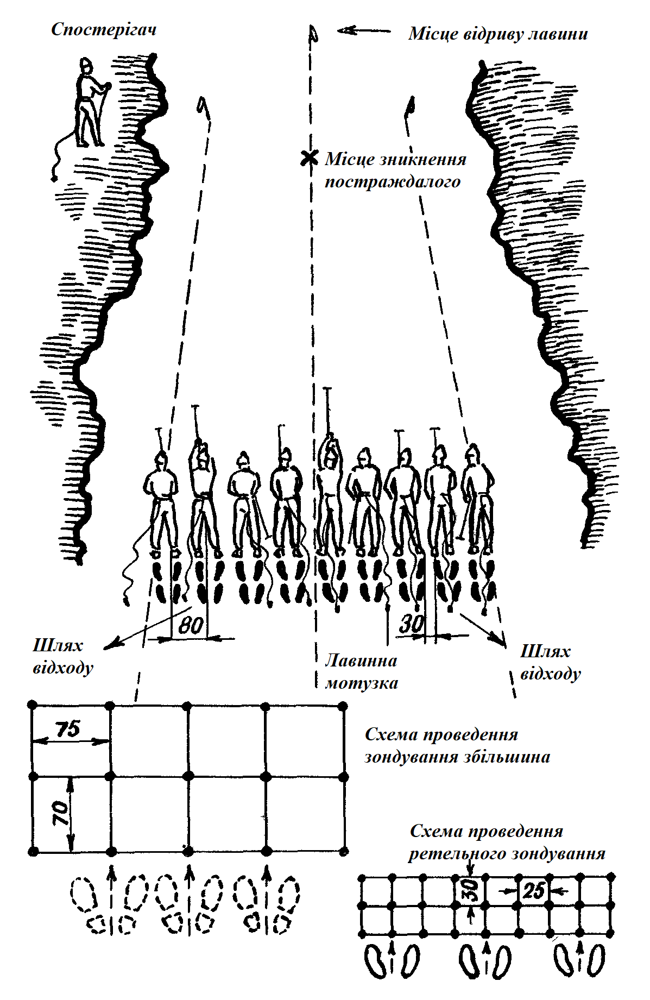 Спостерігач
Місце відриву лавини
Місце зникнення
постраждалого
80
30
Шлях
відходу
Лавинна
мотузка
Шлях
відходу
75
70
Схема проведення
зондування збільшина
Схема проведення
ретельного зондування
30
25